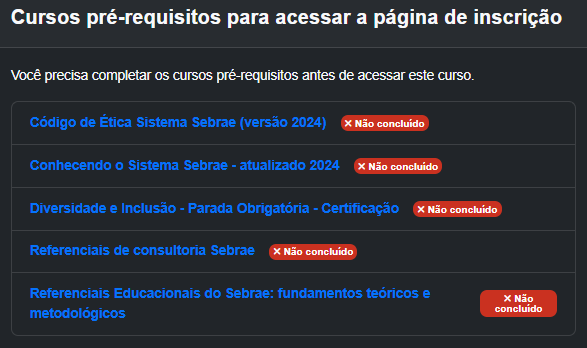 Cursos pré-requisitos para acessar a página de inscrição
Você precisa completar os cursos pré-requisitos antes de acessar este curso.
Código de Ética Sistema Sebrae (versão 2024) ✕ Não concluído
Conhecendo o Sistema Sebrae - atualizado 2024 ✕ Não concluído
Diversidade e Inclusão - Parada Obrigatória - Certificação ✕ Não concluído
Referenciais de consultoria Sebrae ✕ Não concluído
Referenciais Educacionais do Sebrae: fundamentos teóricos e
metodológicos
✕ Não
concluído